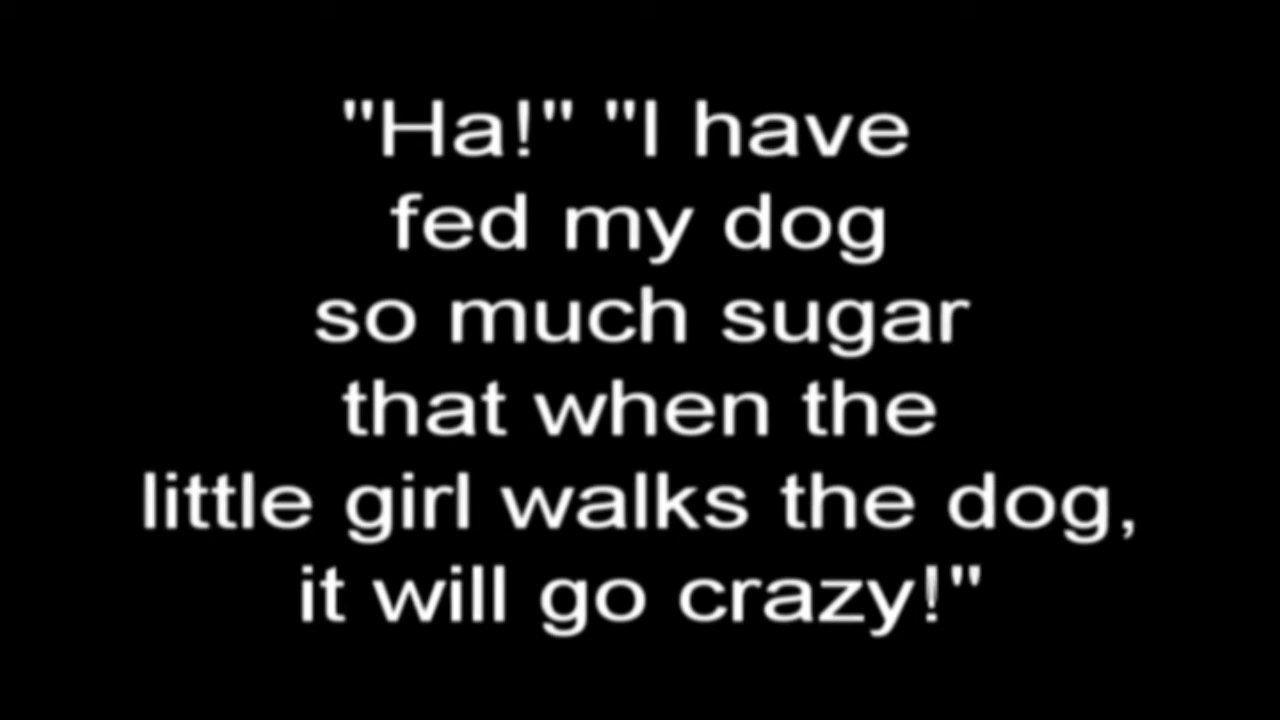 "Ha!" "I have
fed my dog
so much sugar
that when the
little girl walks the dog,
it will go crazy!"